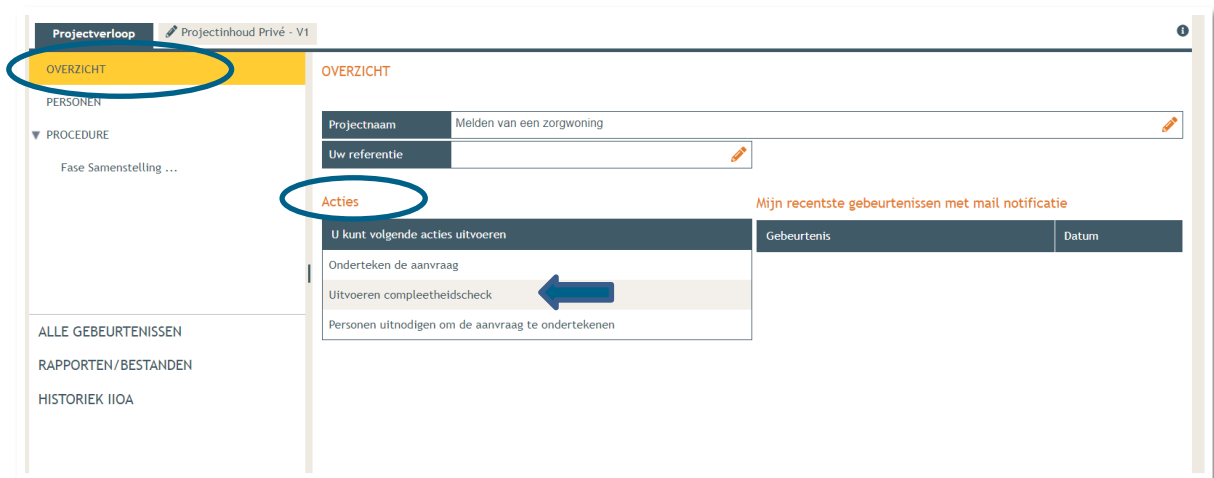 Projectverloop
Projectinhoud Privé - V1
OVERZICHT
PERSONEN
PROCEDURE
Fase Samenstelling ...
ALLE GEBEURTENISSEN
RAPPORTEN/BESTANDEN
HISTORIEK IIOA
OVERZICHT
Projectnaam Melden van een zorgwoning
Uw referentie
Acties
U kunt volgende acties uitvoeren
Onderteken de aanvraag
Uitvoeren compleetheidscheck
Personen uitnodigen om de aanvraag te ondertekenen
Mijn recentste gebeurtenissen met mail notificatie
Gebeurtenis Datum